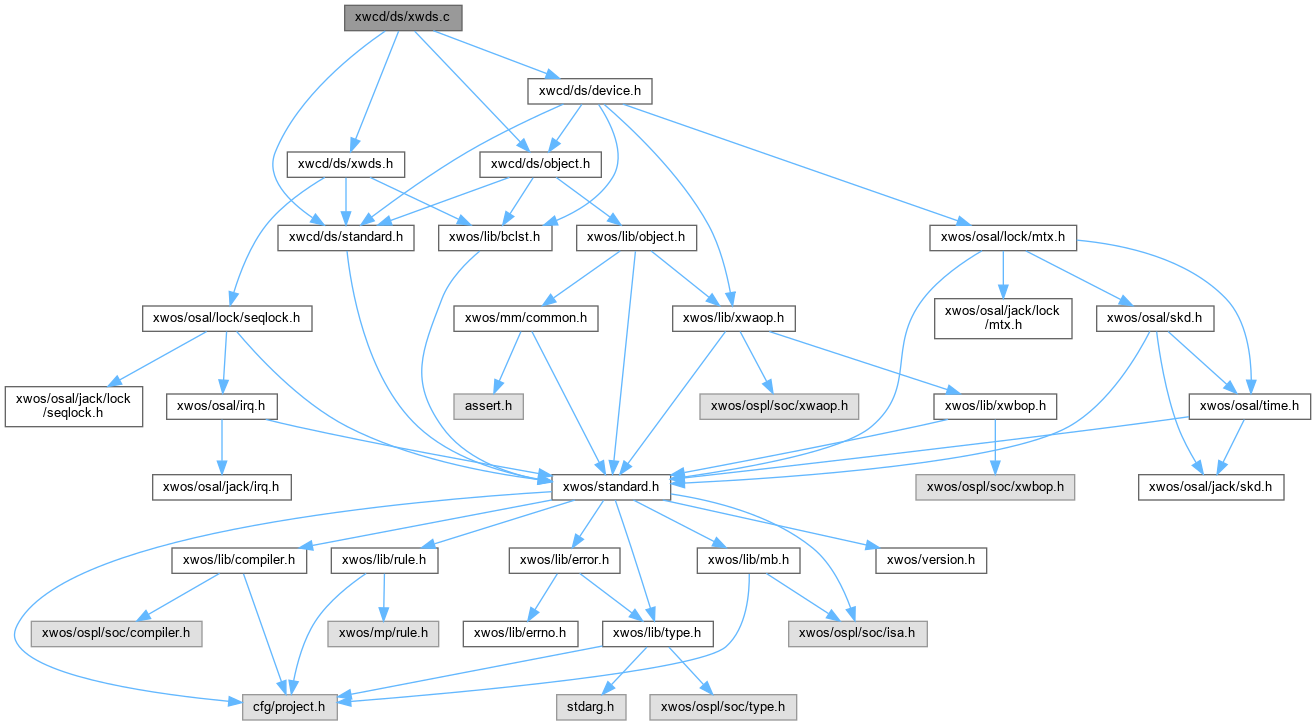 xwcd/ds/xwds.c
xwcd/ds/device.h
xwcd/ds/xwds.h
xwcd/ds/object.h
xwcd/ds/standard.h
xwos/lib/bclst.h
xwos/lib/object.h
xwos/osal/lock/mtx.h
xwos/osal/lock/seqlock.h
xwos/mm/common.h
xwos/lib/xwaop.h
xwos/osal/jack/lock
/mtx.h
xwos/osal/skd.h
xwos/osal/jack/lock
/seqlock.h
xwos/osal/irq.h
assert.h
xwos/ospl/soc/xwaop.h
xwos/lib/xwbop.h
xwos/osal/time.h
xwos/osal/jack/irq.h
xwos/standard.h
xwos/ospl/soc/xwbop.h
xwos/osal/jack/skd.h
xwos/lib/compiler.h
xwos/lib/rule.h
xwos/lib/error.h
xwos/lib/mb.h
xwos/version.h
xwos/ospl/soc/compiler.h
xwos/mp/rule.h
xwos/lib/errno.h
xwos/lib/type.h
xwos/ospl/soc/isa.h
cfg/project.h
stdarg.h
xwos/ospl/soc/type.h